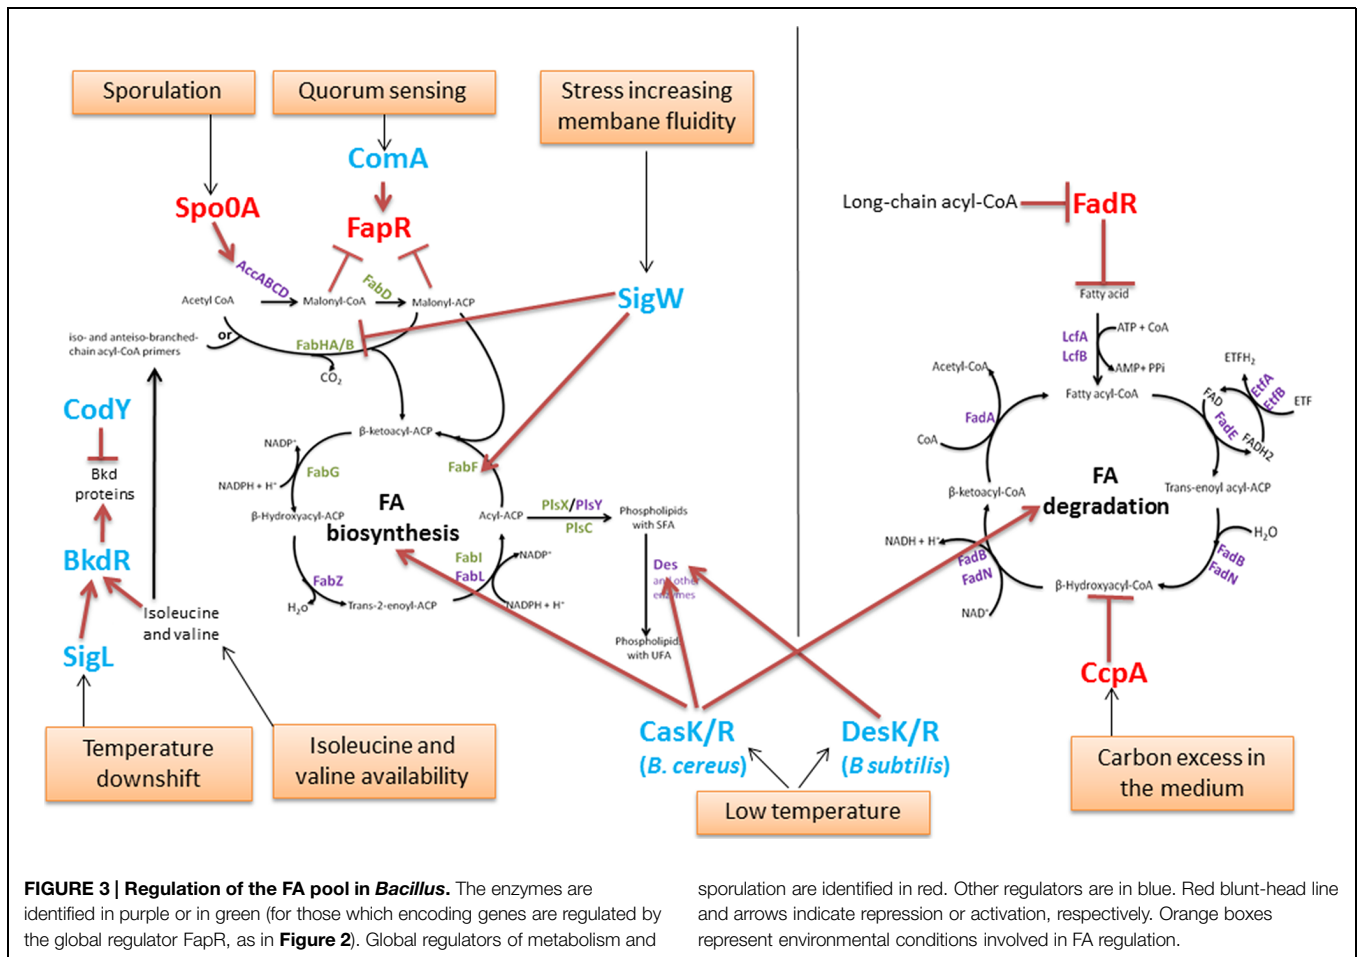 Sporulation
Quorum sensing
Stress increasing
membane fluidity
ComA
Spo0A
FapR
Long-chain acyl-CoA
FadR
AccABCD
FabD
Acetyl CoA
Malonyl-CoA
Malonyl-ACP
SigW
Fatty acid
iso- and anteiso-branched-
chain acyl-CoA primers
or
FabHA/B
CO₂
LcfA
LcfB
ATP + CoA
AMP+ PPi
ETFH₂
EtfA
EtfB
ETF
Acetyl-CoA
Fatty acyl-CoA
FAD
FadE
FADH2
FadA
CoA
CodY
Bkd
proteins
BkdR
SigL
Isoleucine
and valine
β-ketoacyl-ACP
NADP⁺
FabG
NADPH + H⁺
β-Hydroxyacyl-ACP
FA
biosynthesis
FabF
Acyl-ACP
PlsX/PlsY
PlsC
Phospholipids
with SFA
FabI
FabL
NADP⁺
NADPH + H⁺
FabZ
H₂O
Trans-2-enoyl-ACP
Des
and other
enzymes
Phospholipids
with UFA
β-ketoacyl-CoA
FA
degradation
Trans-enoyl acyl-ACP
H₂O
FadB
FadN
NADH + H⁺
FadB
FadN
NAD⁺
β-Hydroxyacyl-CoA
CcpA
Temperature
downshift
Isoleucine and
valine availability
CasK/R
(B. cereus)
DesK/R
(B subtilis)
Low temperature
Carbon excess in
the medium
FIGURE 3 | Regulation of the FA pool in Bacillus. The enzymes are
identified in purple or in green (for those which encoding genes are regulated by
the global regulator FapR, as in Figure 2). Global regulators of metabolism and
sporulation are identified in red. Other regulators are in blue. Red blunt-head line
and arrows indicate repression or activation, respectively. Orange boxes
represent environmental conditions involved in FA regulation.